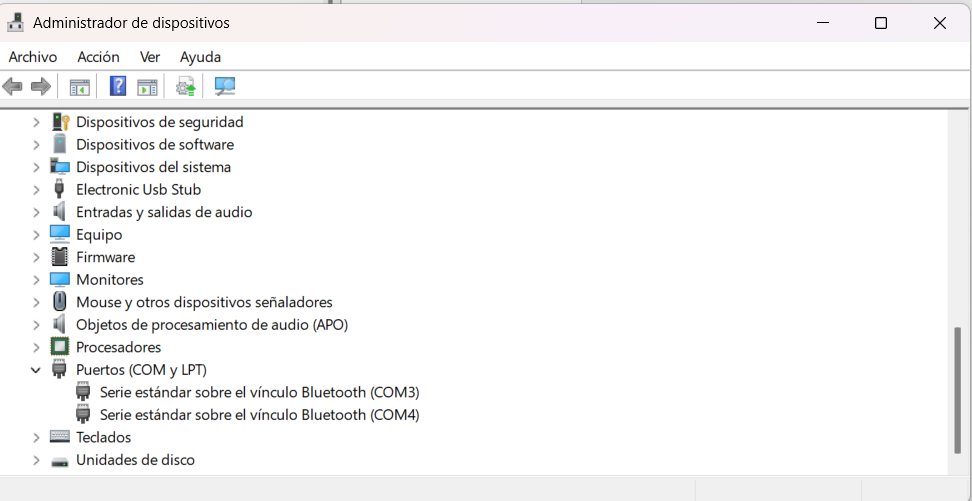 Administrador de dispositivos
Archivo Acción Ver Ayuda
Dispositivos de seguridad
Dispositivos de software
Dispositivos del sistema
Electronic Usb Stub
Entradas y salidas de audio
Equipo
Firmware
Monitores
Mouse y otros dispositivos señaladores
Objetos de procesamiento de audio (APO)
Procesadores
Puertos (COM y LPT)
Serie estándar sobre el vínculo Bluetooth (COM3)
Serie estándar sobre el vínculo Bluetooth (COM4)
Teclados
Unidades de disco